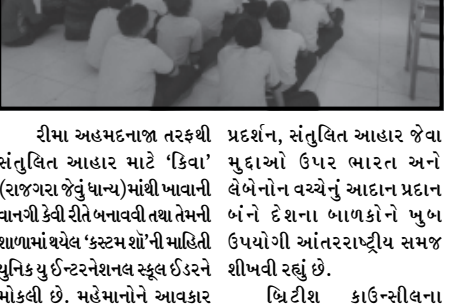 રીમા અહમદનાજા તરફથી
સંતુલિત આહાર માટે ‘કિવા’
(રાજગરા જેવું ધાન્ય)માંથી ખાવાની
વાનગી કેવી રીતે બનાવવી તથા તેમની
શાળામાં થયેલ ‘કસ્ટમ શૉ’ની માહિતી
યુનિક યુ ઈન્ટરનેશનલ સ્કૂલ ઈડરને
મોકલી છે. મહેમાનોને આવકાર
પ્રદર્શન, સંતુલિત આહાર જેવા
મુદ્દાઓ ઉપર ભારત અને
લેબેનોન વચ્ચેનું આદાન પ્રદાન
બંને દેશના બાળકોને ખુબ
ઉપયોગી આંતરરાષ્ટ્રીય સમજ
શીખવી રહ્યું છે.
બ્રિટીશ કાઉન્સીલના